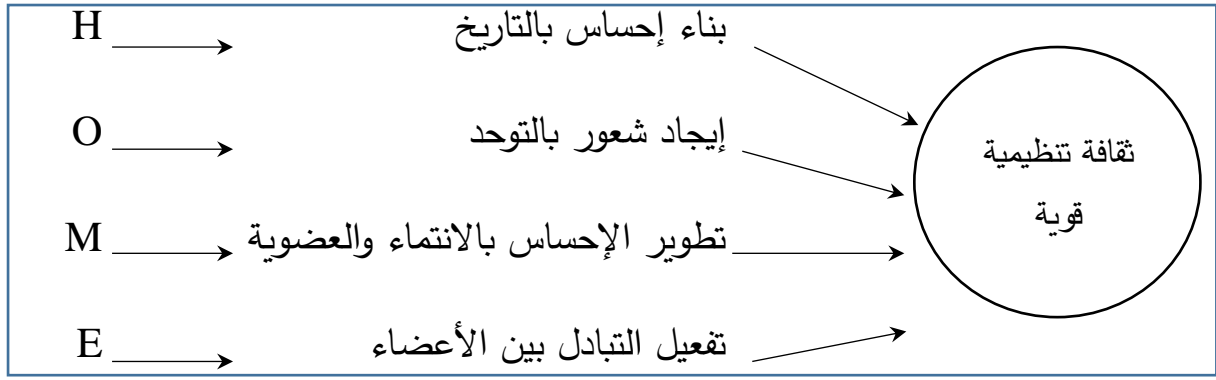 H
بناء إحساس بالتاريخ
O
إيجاد شعور بالتوحد
M
تطوير الإحساس بالانتماء والعضوية
E
تفعيل التبادل بين الأعضاء
ثقافة تنظيمية
قوية